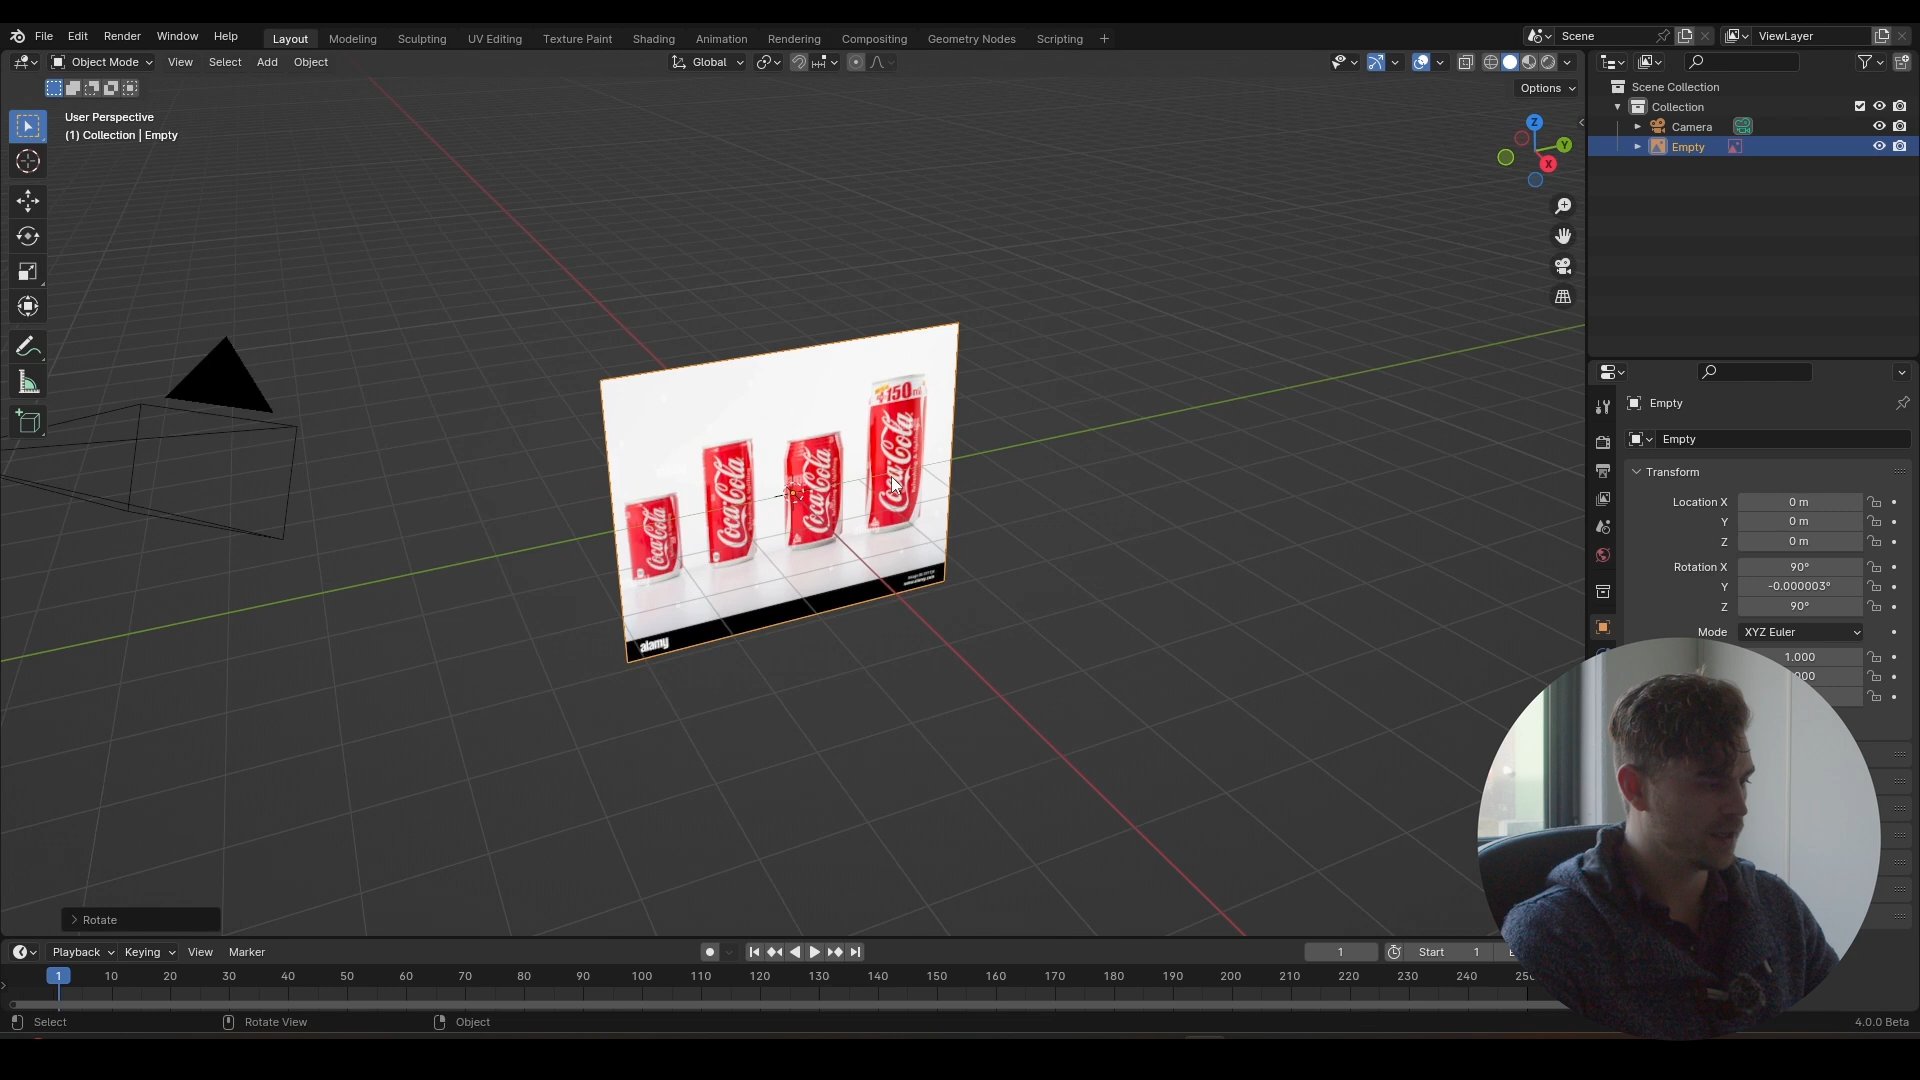 File Edit Render Window Help
Layout Modeling Sculpting UV Editing Texture Paint Shading Animation Rendering Compositing Geometry Nodes Scripting +
Scene
ViewLayer
Object Mode View Select Add Object
Global
Options
User Perspective
(1) Collection | Empty
Z
Y
X
Scene Collection
Collection
Camera
Empty
Empty
Empty
Transform
Location X 0 m
Y 0 m
Z 0 m
Rotation X 90°
Y -0.000003°
Z 90°
Mode XYZ Euler
1.000
+150ml
Coca-Cola
Coca-Cola
Coca-Cola
Coca-Cola
alamy
Rotate
Playback Keying View Marker
1
Start 1
1 10 20 30 40 50 60 70 80 90 100 110 120 130 140 150 160 170 180 190 200 210 220 230 240
Select Rotate View Object
4.0.0 Beta